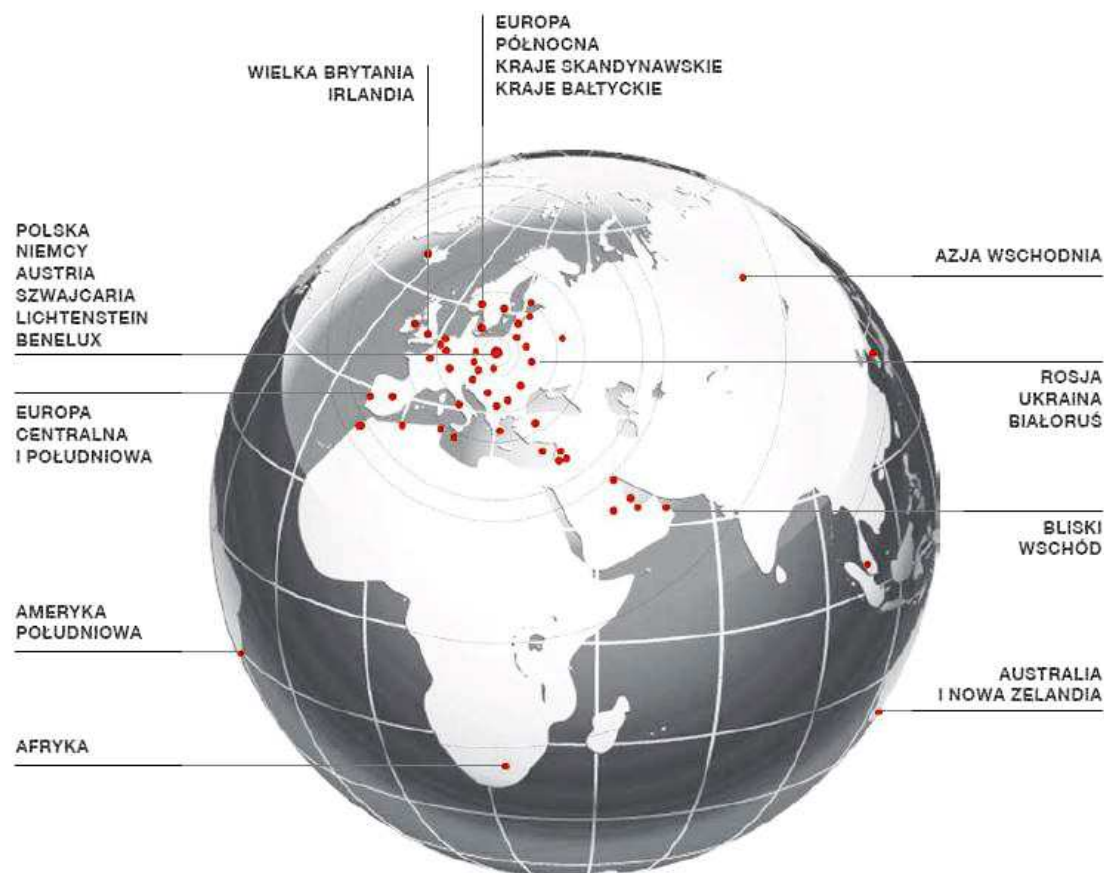 EUROPA
PÓŁNOCNA
KRAJE SKANDYNAWSKIE
KRAJE BAŁTYCKIE
WIELKA BRYTANIA
IRLANDIA
POLSKA
NIEMCY
AUSTRIA
SZWAJCARIA
LICHTENSTEIN
BENELUX
AZJA WSCHODNIA
ROSJA
UKRAINA
BIAŁORUŚ
EUROPA
CENTRALNA
I POŁUDNIOWA
BLISKI
WSCHÓD
AMERYKA
POŁUDNIOWA
AUSTRALIA
I NOWA ZELANDIA
AFRYKA